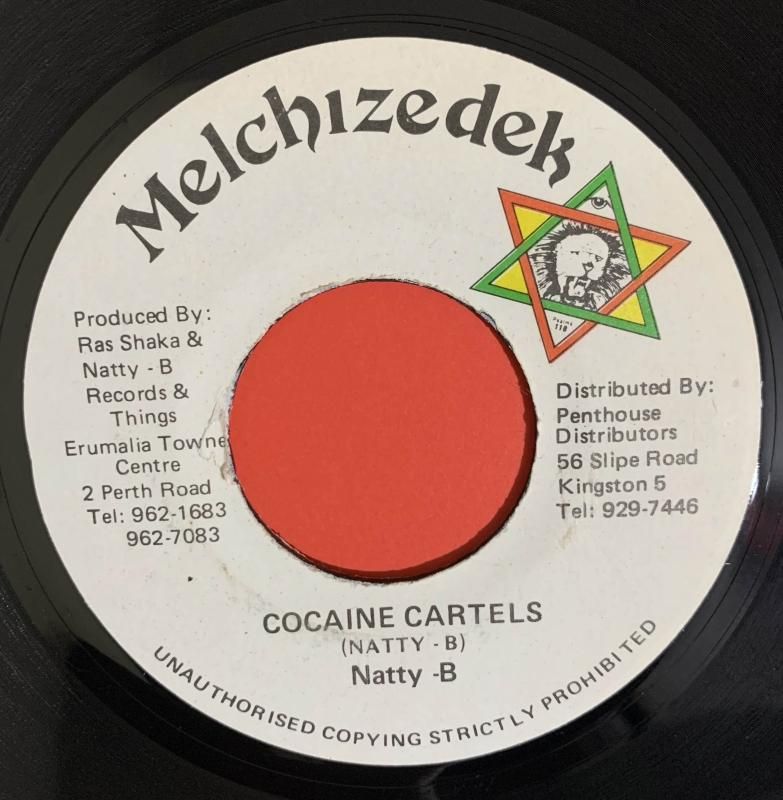 Melchizedek
Psalms
118
Produced By:
Ras Shaka &
Natty - B
Records &
Things
Erumalia Towne
Centre
2 Perth Road
Tel: 962-1683
962-7083
Distributed By:
Penthouse
Distributors
56 Slipe Road
Kingston 5
Tel: 929-7446
COCAINE CARTELS
(NATTY - B)
Natty -B
UNAUTHORISED COPYING STRICTLY PROHIBITED